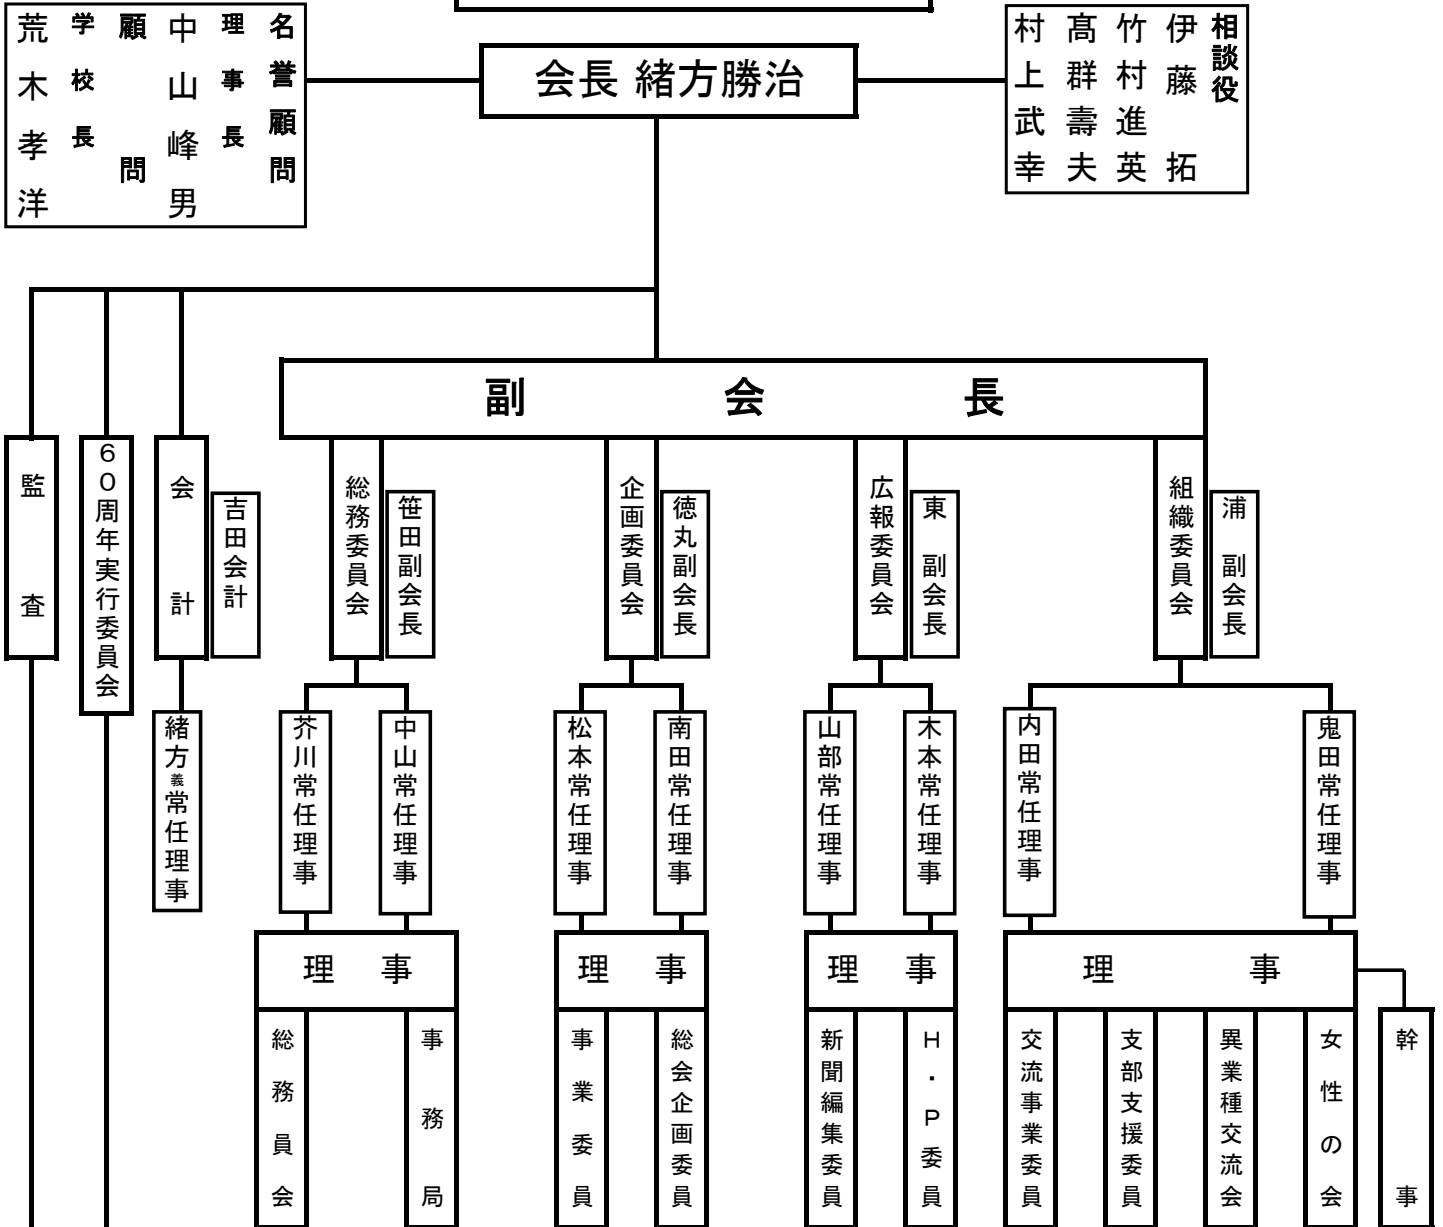 名誉顧問
理事長
中山峰男
顧問
学校長
荒木孝洋
会長 緒方勝治
相談役
伊藤 拓
竹村進英
髙群壽夫
村上武幸
副会長
監査
60周年実行委員会
会計
吉田会計
総務委員会
笹田副会長
企画委員会
徳丸副会長
広報委員会
東 副会長
組織委員会
浦 副会長
緒方義常任理事
芥川常任理事
中山常任理事
松本常任理事
南田常任理事
山部常任理事
木本常任理事
内田常任理事
鬼田常任理事
理事
理事
理事
理事
総務員会
事務局
事業委員
総会企画委員
新聞編集委員
H・P委員
交流事業委員
支部支援委員
異業種交流会
女性の会
幹事